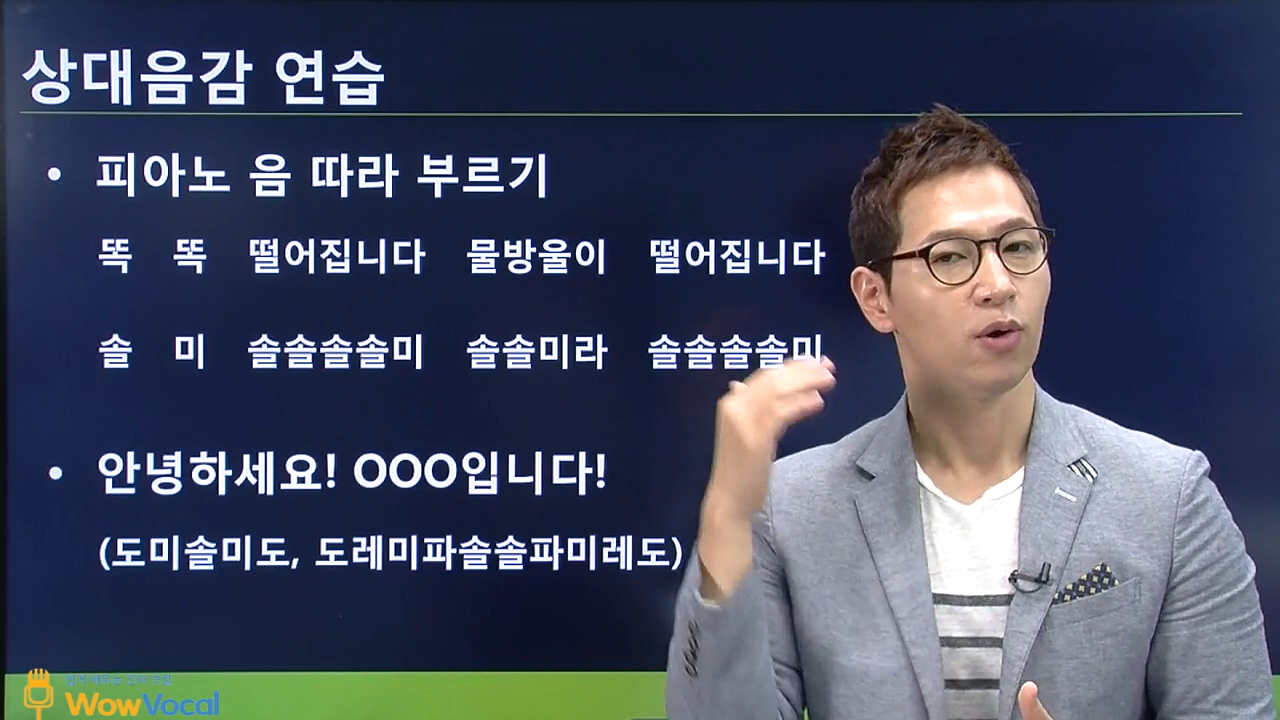 상대음감 연습
• 피아노 음 따라 부르기
똑 똑 떨어집니다 물방울이 떨어집니다
솔 미 솔솔솔솔미 솔솔미라 솔솔솔솔미
• 안녕하세요! OOO입니다!
(도미솔미도, 도레미파솔솔파미레도)
WowVocal